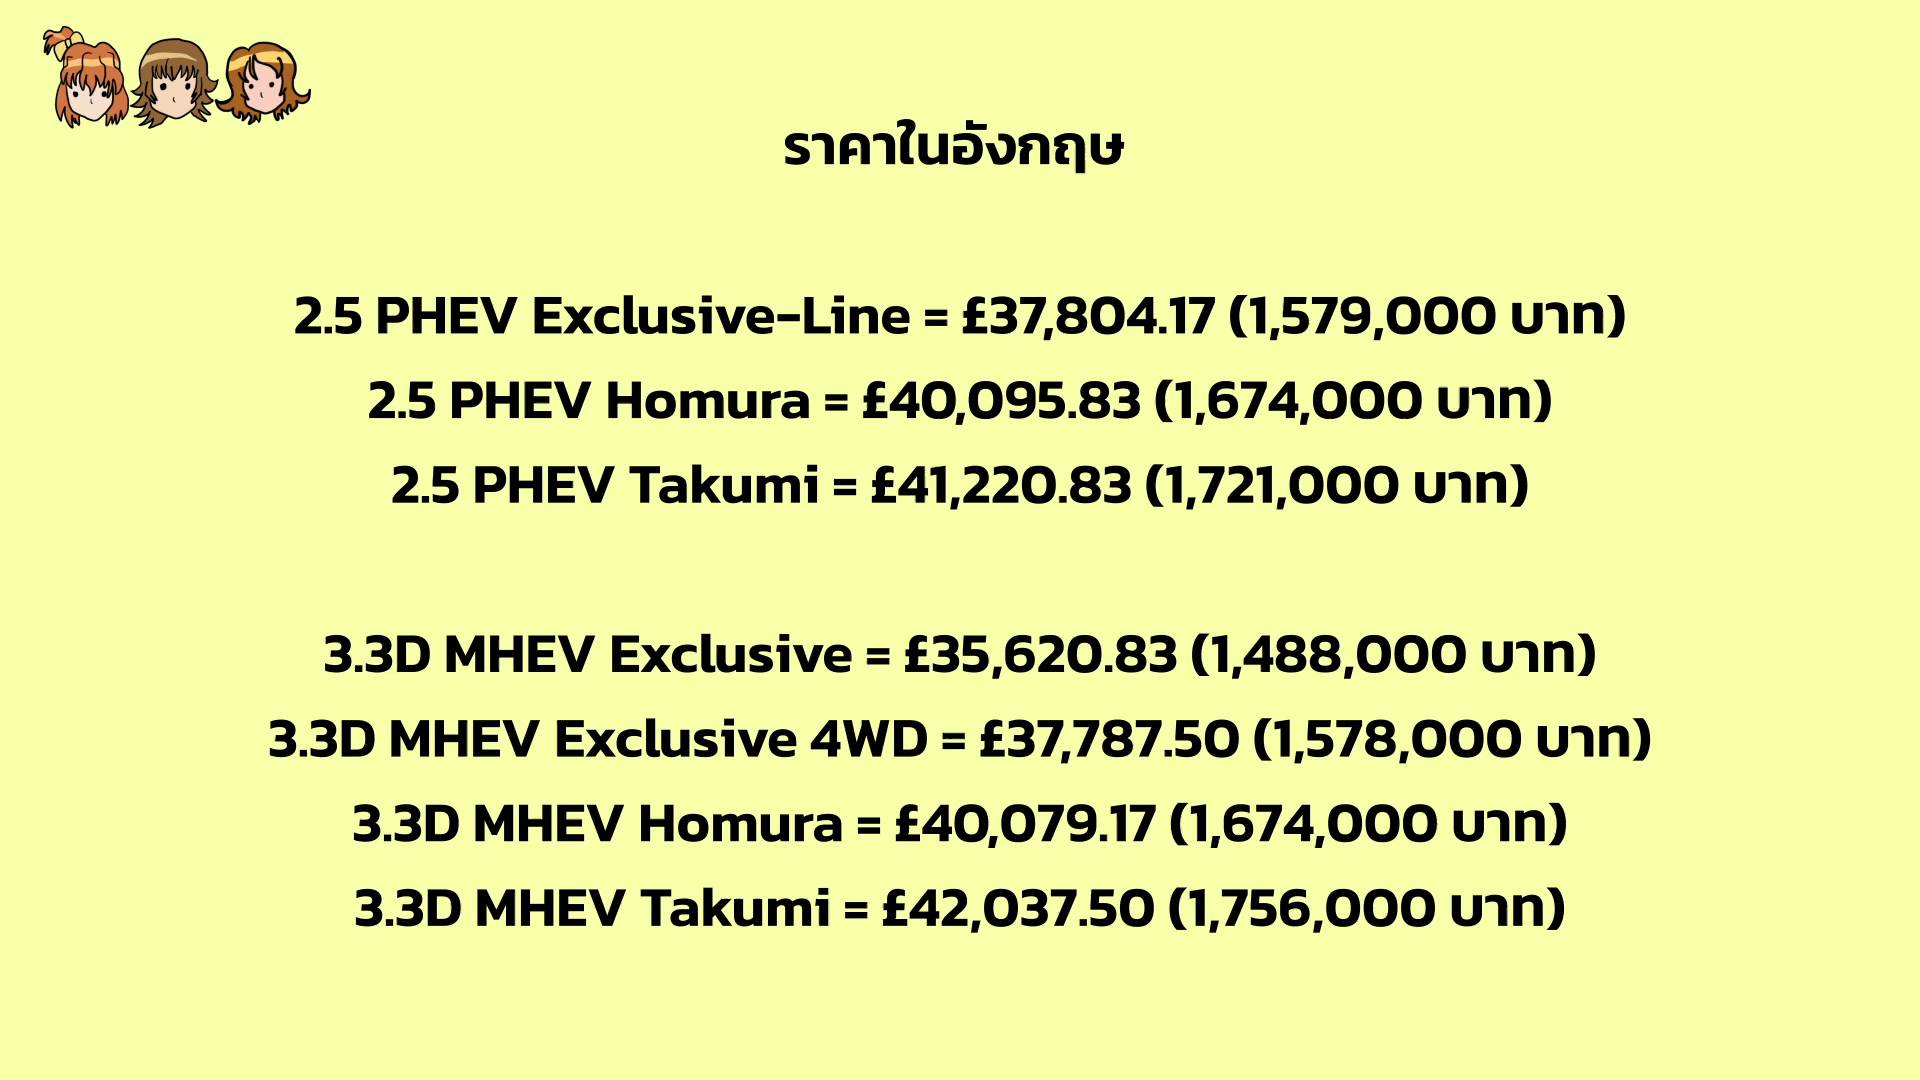 ราคาในอังกฤษ
2.5 PHEV Exclusive-Line = £37,804.17 (1,579,000 บาท)
2.5 PHEV Homura = £40,095.83 (1,674,000 บาท)
2.5 PHEV Takumi = £41,220.83 (1,721,000 บาท)
3.3D MHEV Exclusive = £35,620.83 (1,488,000 บาท)
3.3D MHEV Exclusive 4WD = £37,787.50 (1,578,000 บาท)
3.3D MHEV Homura = £40,079.17 (1,674,000 บาท)
3.3D MHEV Takumi = £42,037.50 (1,756,000 บาท)